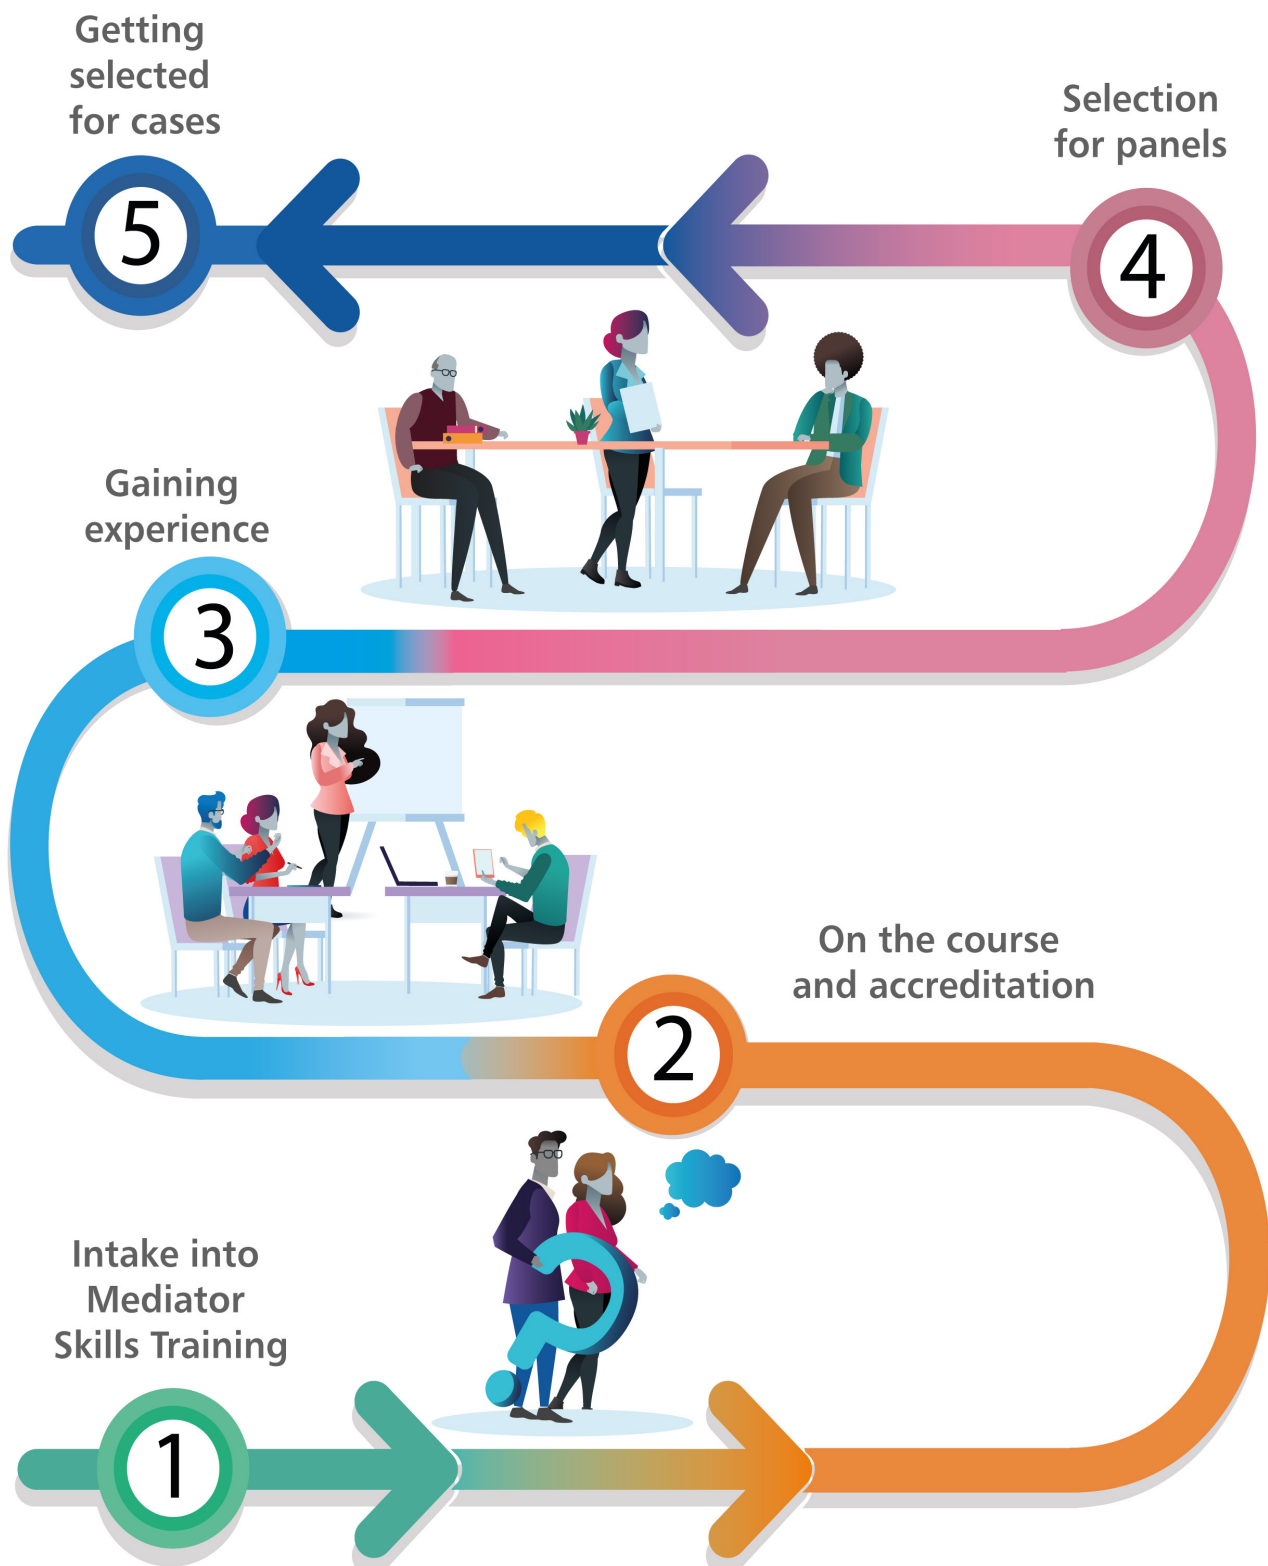 Getting
selected
for cases
5
Selection
for panels
4
Gaining
experience
3
On the course
and accreditation
2
Intake into
Mediator
Skills Training
1